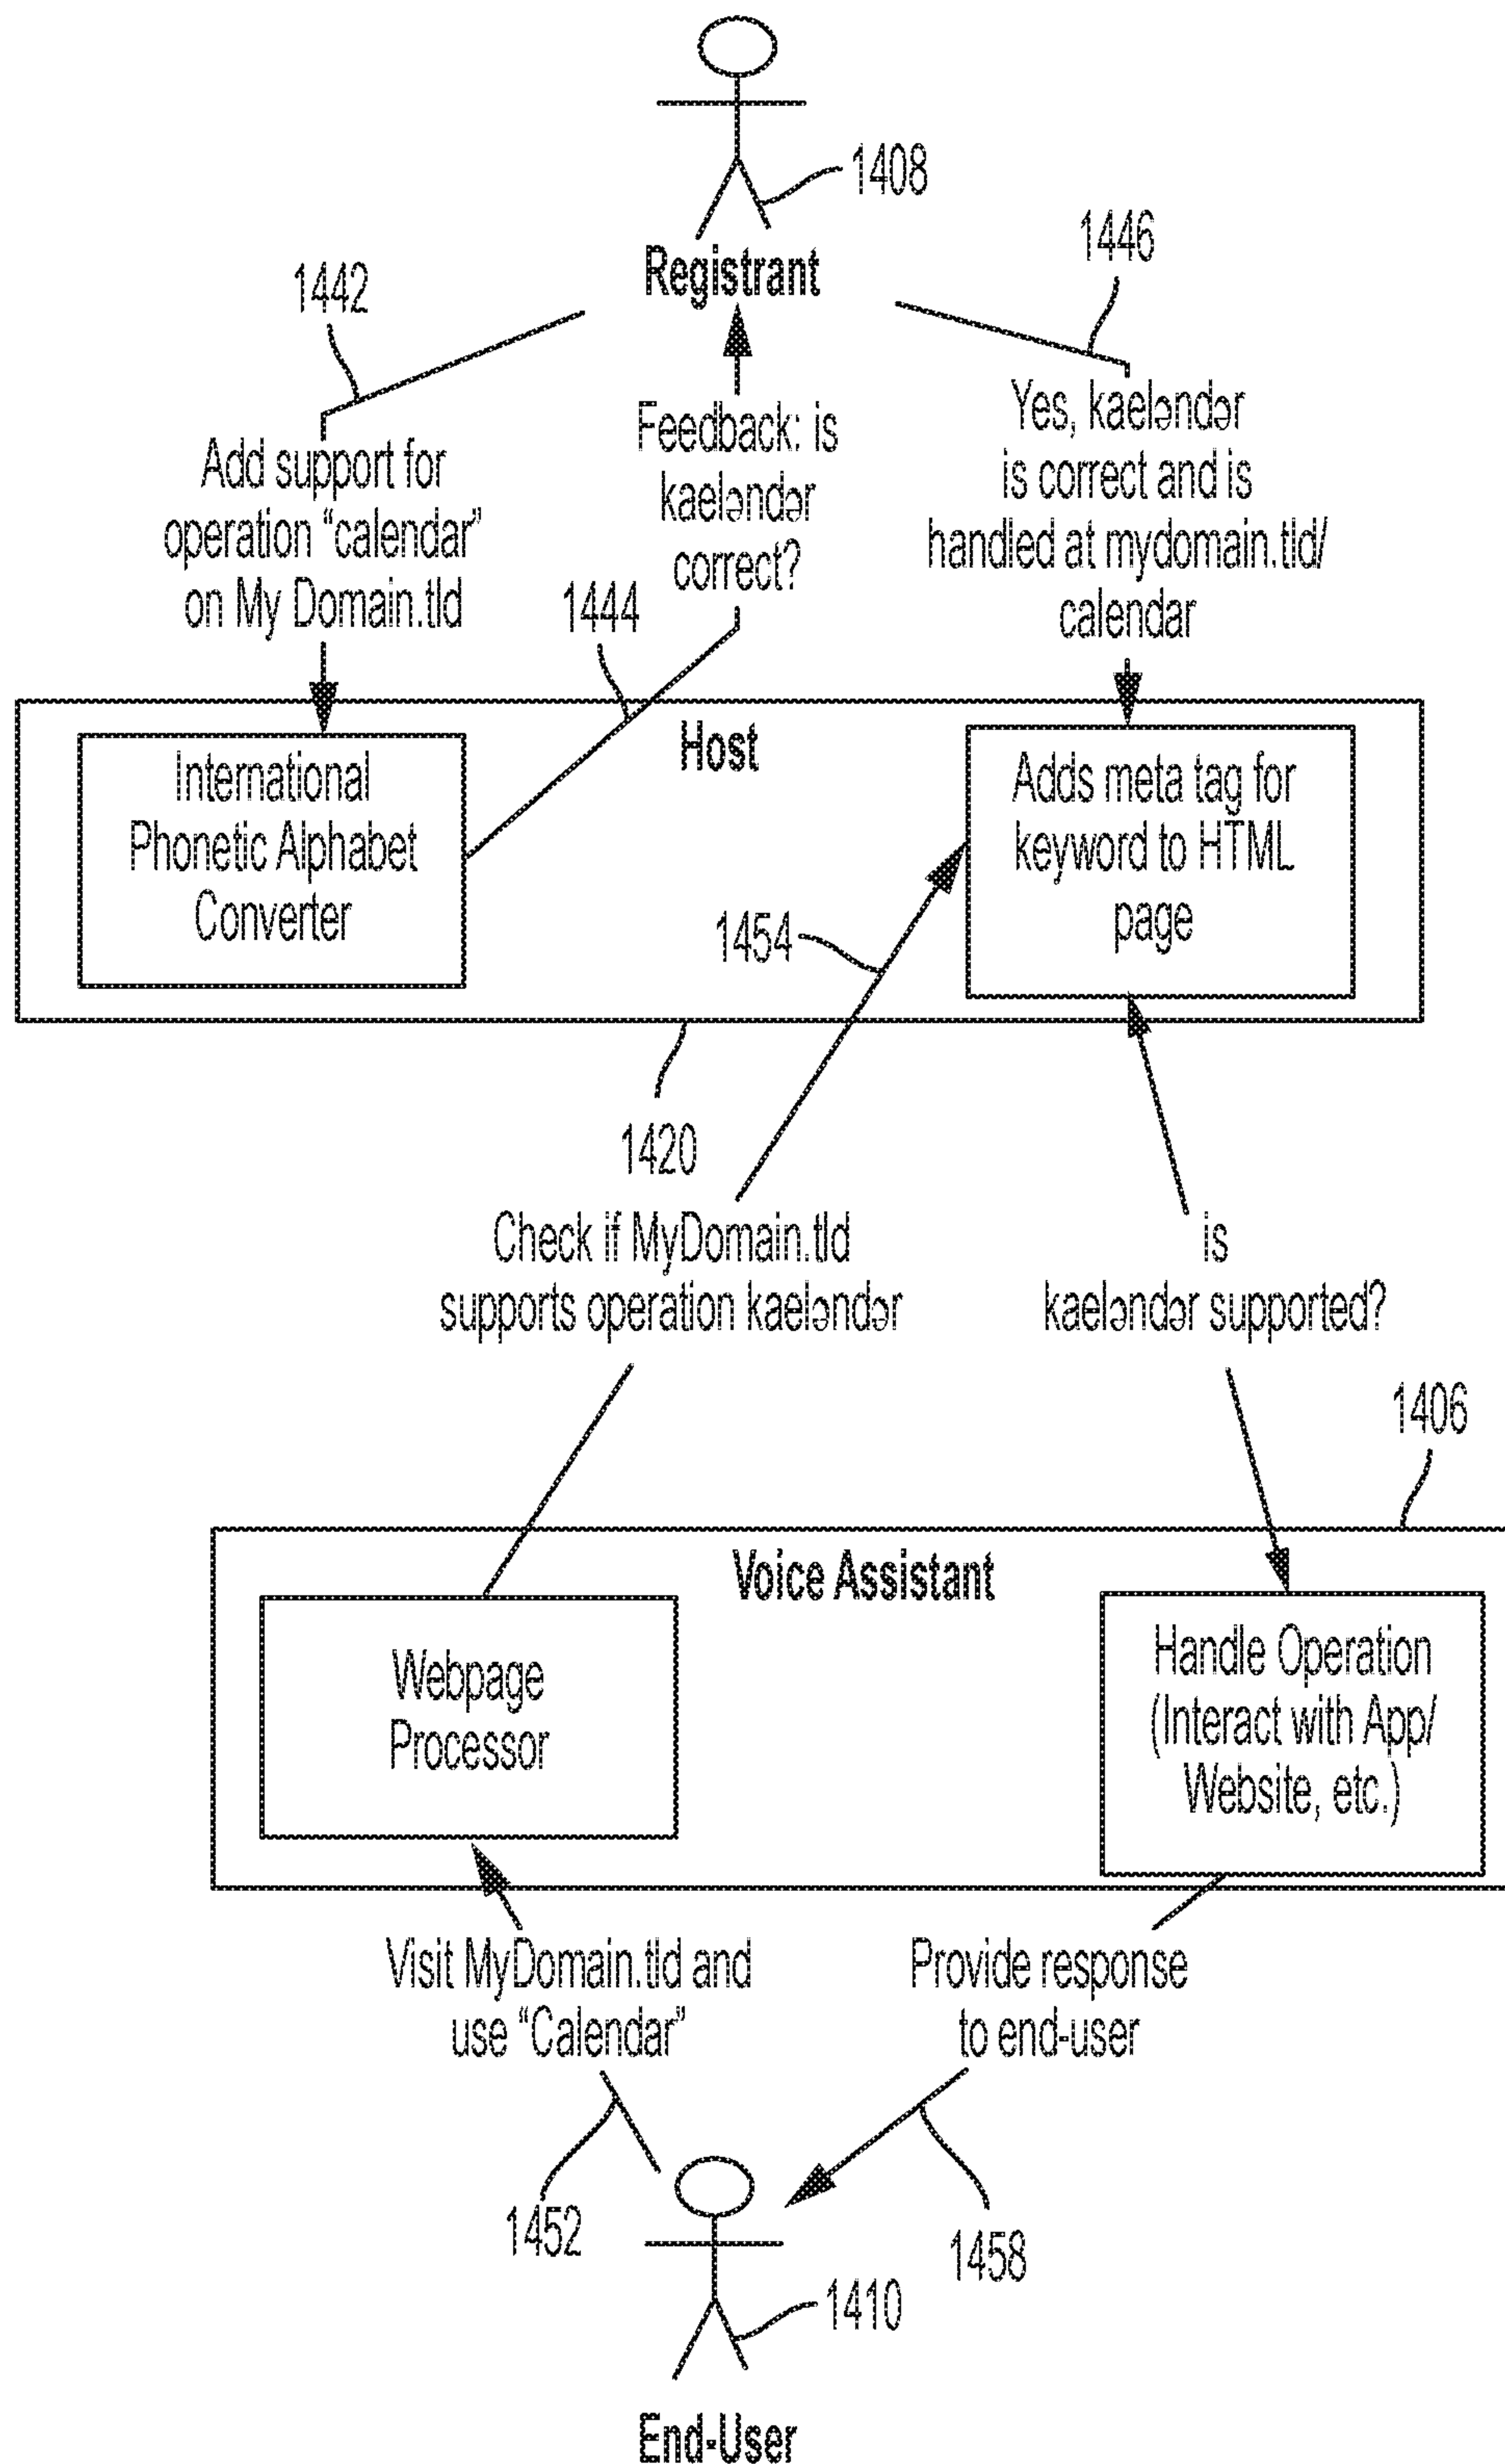 1408
Registrant
1442
1446
Add support for
operation “calendar”
on My Domain.tld
Feedback: is
kaeləndər
correct?
Yes, kaeləndər
is correct and is
handled at mydomain.tld/
calendar
1444
Host
International
Phonetic Alphabet
Converter
Adds meta tag for
keyword to HTML
page
1454
1420
Check if MyDomain.tld
supports operation kaeləndər
is
kaeləndər supported?
1406
Voice Assistant
Webpage
Processor
Handle Operation
(Interact with App/
Website, etc.)
Visit MyDomain.tld and
use “Calendar”
Provide response
to end-user
1452
1458
1410
End-User